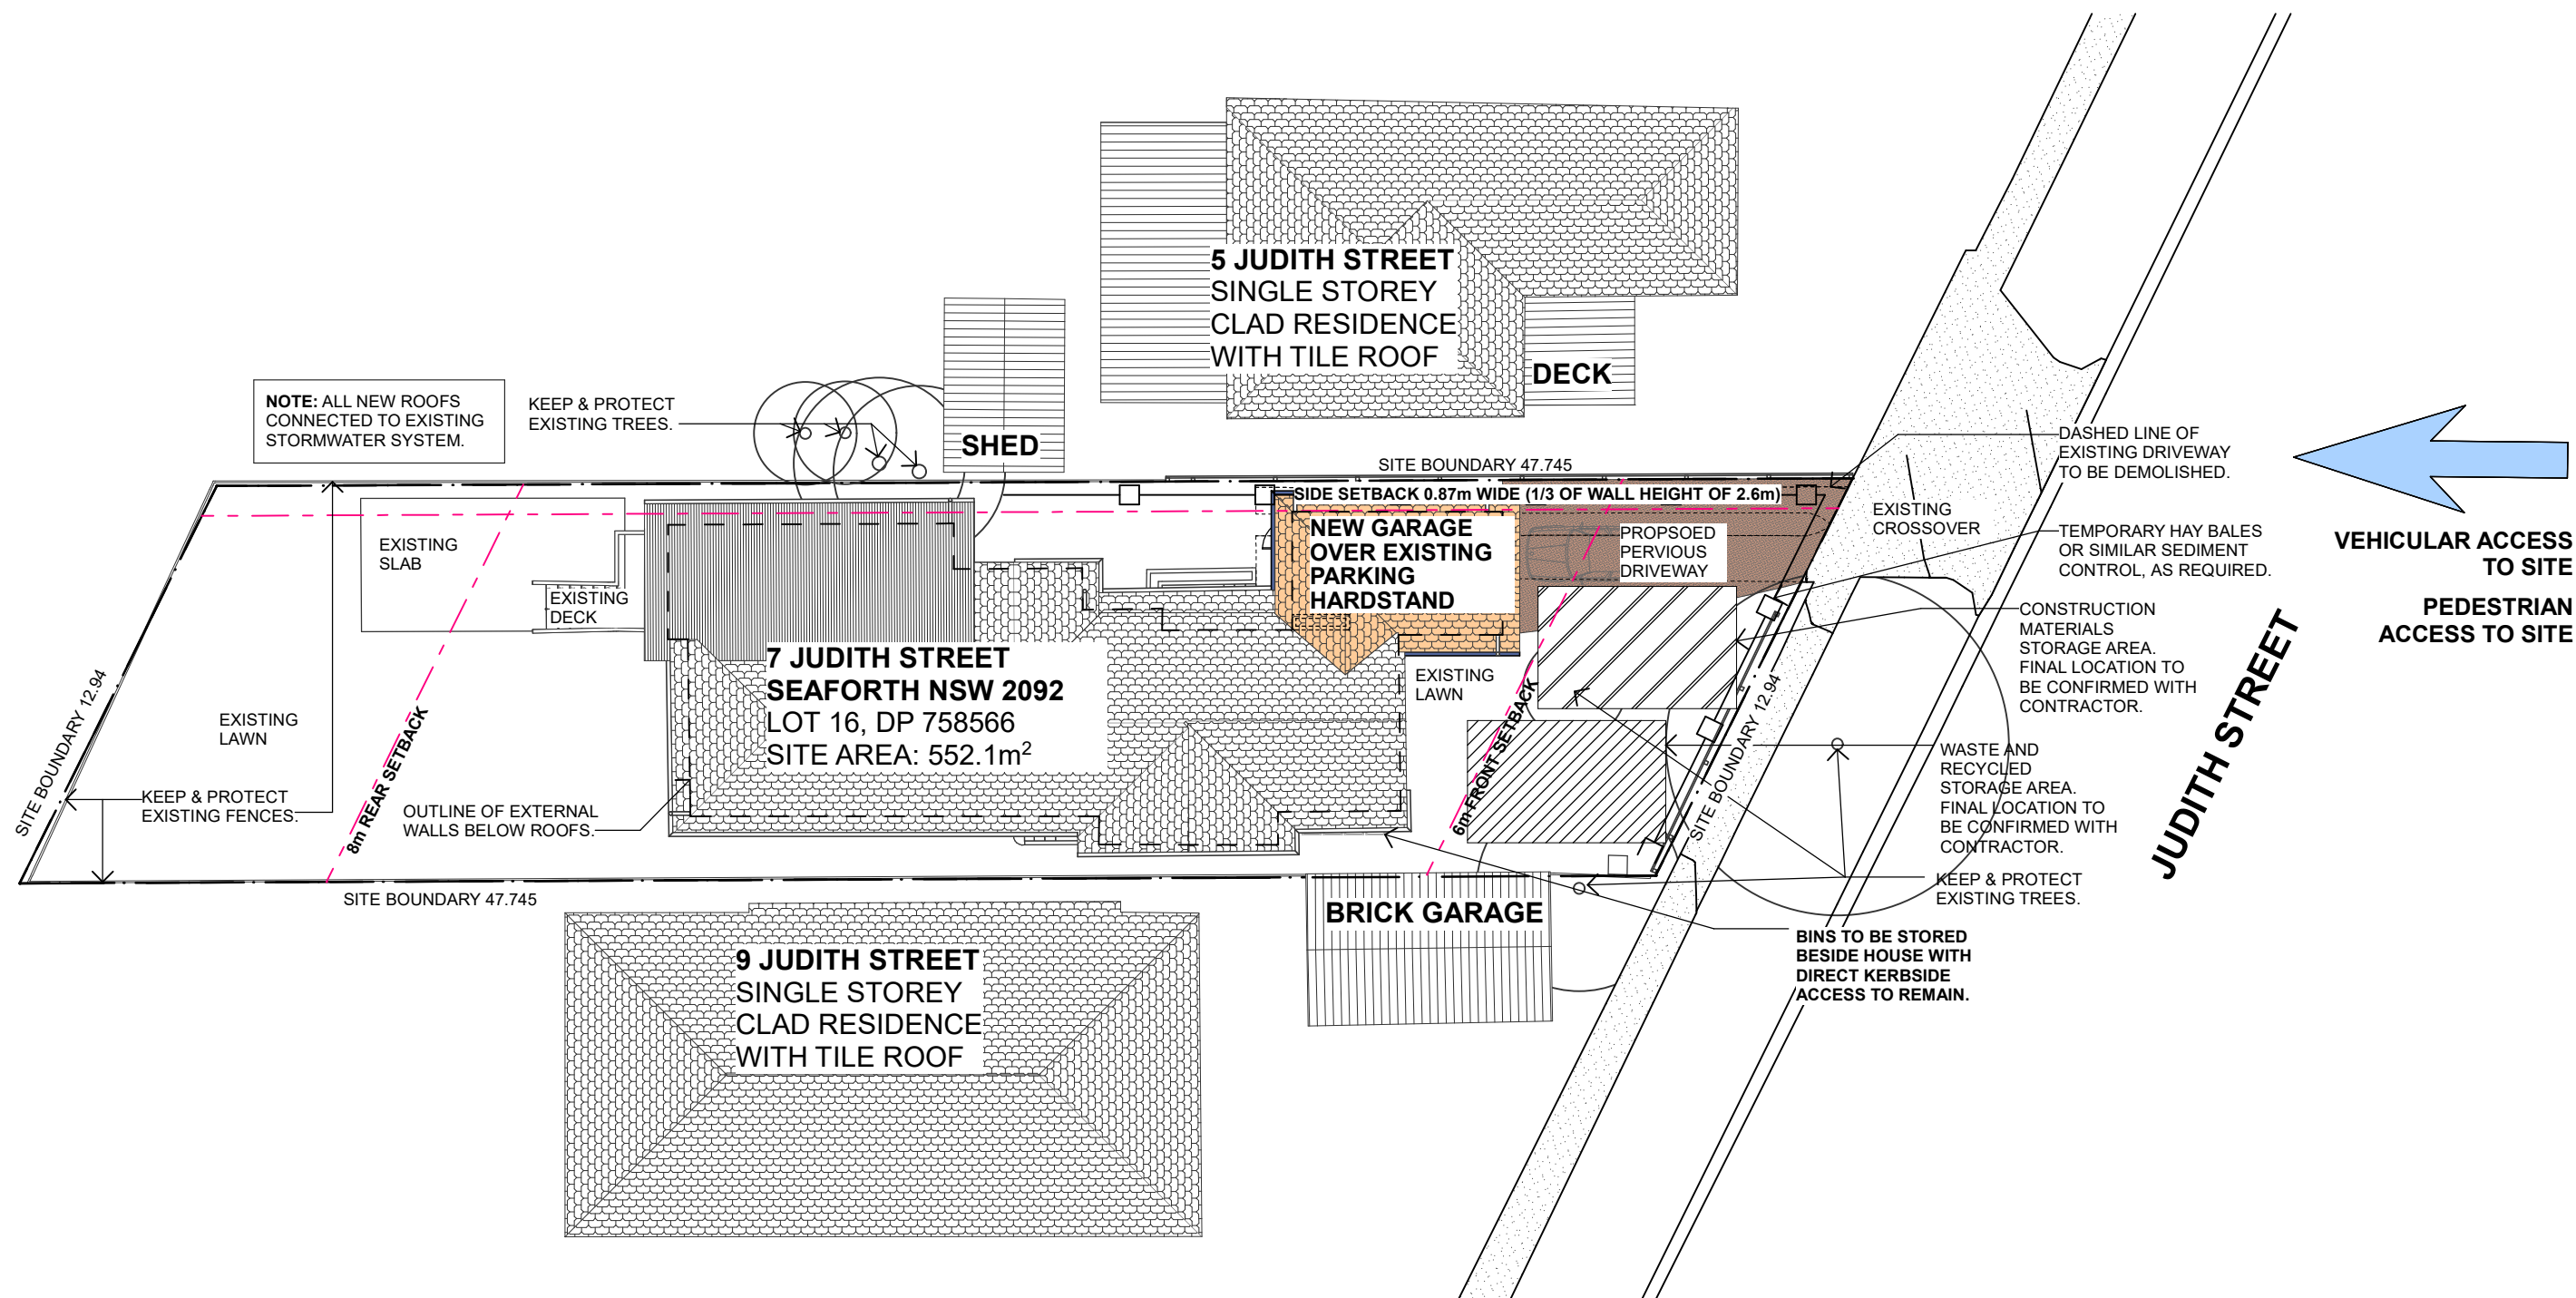 5 JUDITH STREET
SINGLE STOREY
CLAD RESIDENCE
WITH TILE ROOF
DECK
NOTE: ALL NEW ROOFS
CONNECTED TO EXISTING
STORMWATER SYSTEM.
KEEP & PROTECT
EXISTING TREES.
SHED
SITE BOUNDARY 47.745
DASHED LINE OF
EXISTING DRIVEWAY
TO BE DEMOLISHED.
SIDE SETBACK 0.87m WIDE (1/3 OF WALL HEIGHT OF 2.6m)
NEW GARAGE
OVER EXISTING
PARKING
HARDSTAND
PROPSOED
PERVIOUS
DRIVEWAY
EXISTING
CROSSOVER
TEMPORARY HAY BALES
OR SIMILAR SEDIMENT
CONTROL, AS REQUIRED.
VEHICULAR ACCESS
TO SITE
PEDESTRIAN
ACCESS TO SITE
EXISTING
SLAB
EXISTING
DECK
CONSTRUCTION
MATERIALS
STORAGE AREA.
FINAL LOCATION TO
BE CONFIRMED WITH
CONTRACTOR.
7 JUDITH STREET
SEAFORTH NSW 2092
LOT 16, DP 758566
SITE AREA: 552.1m²
EXISTING
LAWN
EXISTING
LAWN
SITE BOUNDARY 12.94
8m REAR SETBACK
6m FRONT SETBACK
SITE BOUNDARY 12.94
JUDITH STREET
WASTE AND
RECYCLED
STORAGE AREA.
FINAL LOCATION TO
BE CONFIRMED WITH
CONTRACTOR.
KEEP & PROTECT
EXISTING FENCES.
OUTLINE OF EXTERNAL
WALLS BELOW ROOFS.
KEEP & PROTECT
EXISTING TREES.
SITE BOUNDARY 47.745
BRICK GARAGE
BINS TO BE STORED
BESIDE HOUSE WITH
DIRECT KERBSIDE
ACCESS TO REMAIN.
9 JUDITH STREET
SINGLE STOREY
CLAD RESIDENCE
WITH TILE ROOF